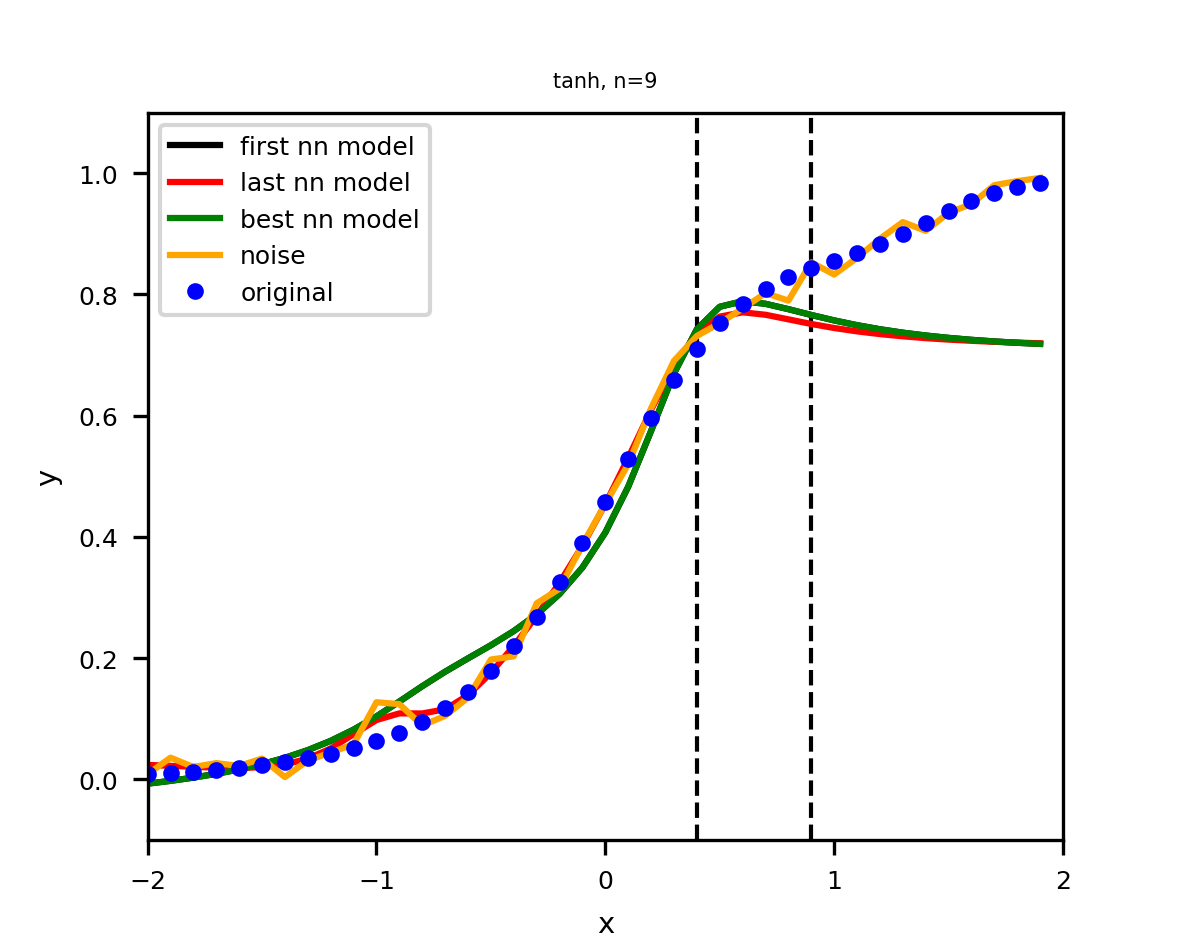 tanh, n=9
first nn model
last nn model
best nn model
noise
original
1.0
0.8
0.6
0.4
0.2
0.0
y
−2
−1
0
1
2
x